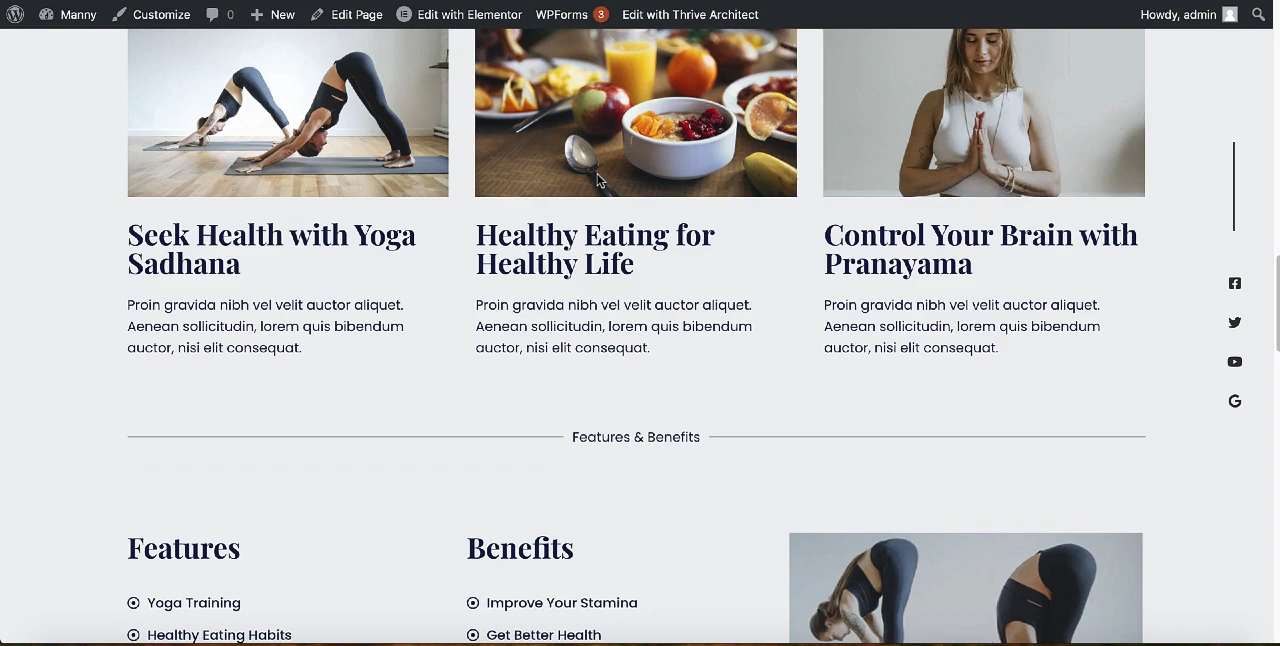 Manny
Customize
0
New
Edit Page
Edit with Elementor
WPForms 3
Edit with Thrive Architect
Howdy, admin
Seek Health with Yoga
Sadhana
Proin gravida nibh vel velit auctor aliquet.
Aenean sollicitudin, lorem quis bibendum
auctor, nisi elit consequat.
Healthy Eating for
Healthy Life
Proin gravida nibh vel velit auctor aliquet.
Aenean sollicitudin, lorem quis bibendum
auctor, nisi elit consequat.
Control Your Brain with
Pranayama
Proin gravida nibh vel velit auctor aliquet.
Aenean sollicitudin, lorem quis bibendum
auctor, nisi elit consequat.
Features & Benefits
Features
Yoga Training
Healthy Eating Habits
Benefits
Improve Your Stamina
Get Better Health